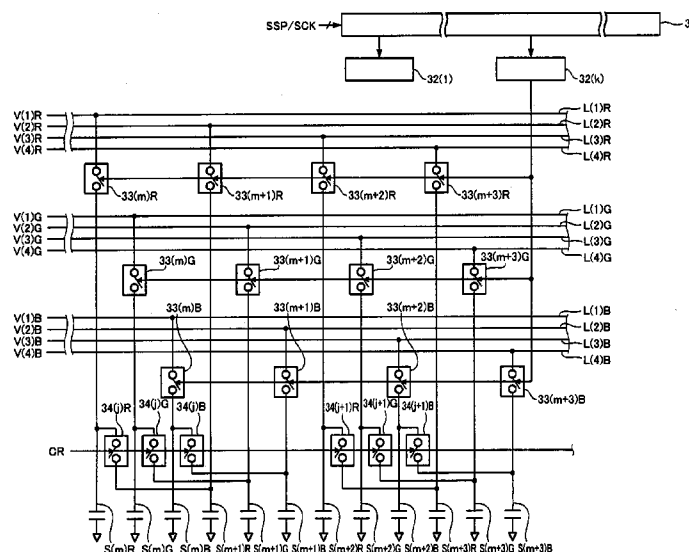 SSP/SCK
3
32(1)
32(k)
V(1)R
V(2)R
V(3)R
V(4)R
L(1)R
L(2)R
L(3)R
L(4)R
33(m)R
33(m+1)R
33(m+2)R
33(m+3)R
V(1)G
V(2)G
V(3)G
V(4)G
L(1)G
L(2)G
L(3)G
L(4)G
33(m)G
33(m+1)G
33(m+2)G
33(m+3)G
V(1)B
V(2)B
V(3)B
V(4)B
L(1)B
L(2)B
L(3)B
L(4)B
33(m)B
33(m+1)B
33(m+2)B
33(m+3)B
34(j)R
34(j)G
34(j)B
34(j+1)R
34(j+1)G
34(j+1)B
CR
S(m)R S(m)G S(m)B S(m+1)R S(m+1)G S(m+1)B S(m+2)R S(m+2)G S(m+2)B S(m+3)R S(m+3)G S(m+3)B